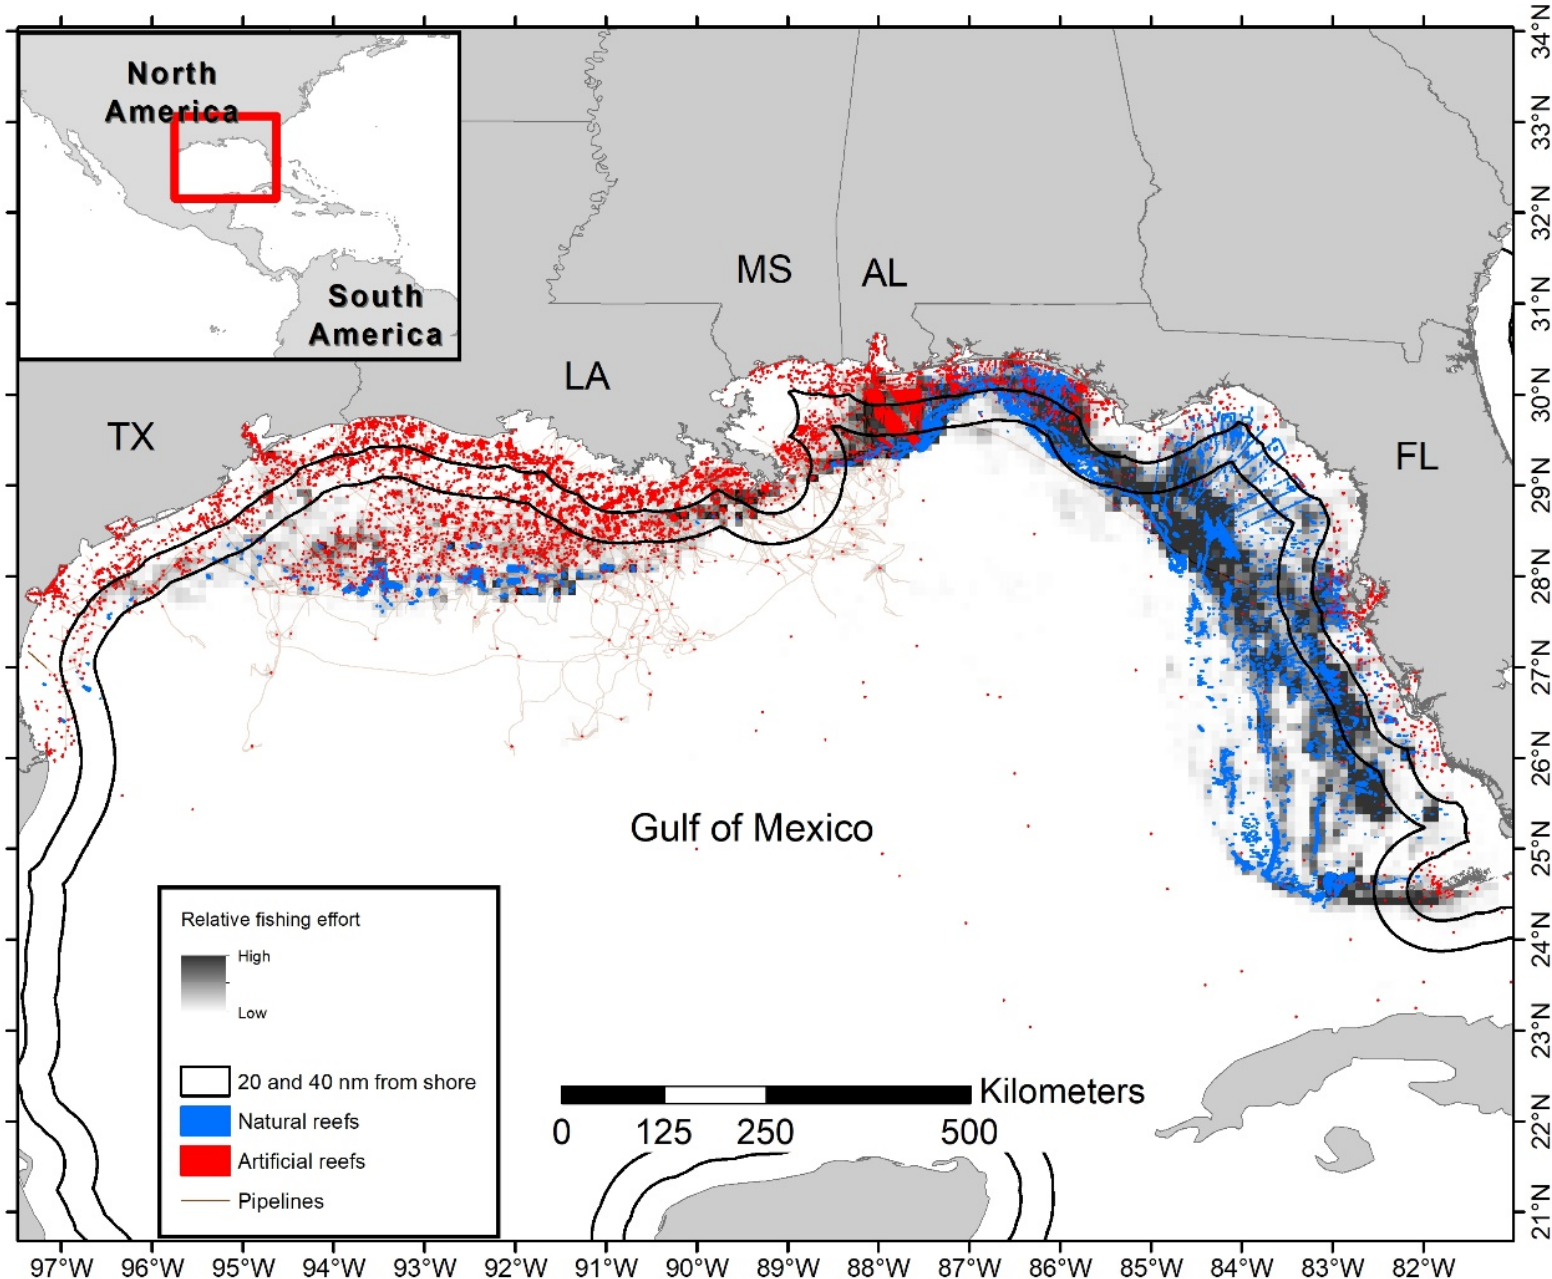 North
America
South
America
MS
AL
LA
TX
FL
Gulf of Mexico
Relative fishing effort
High
Low
20 and 40 nm from shore
Natural reefs
Artificial reefs
Pipelines
Kilometers
0 125 250 500
34°N
33°N
32°N
31°N
30°N
29°N
28°N
27°N
26°N
25°N
24°N
23°N
22°N
21°N
97°W 96°W 95°W 94°W 93°W 92°W 91°W 90°W 89°W 88°W 87°W 86°W 85°W 84°W 83°W 82°W